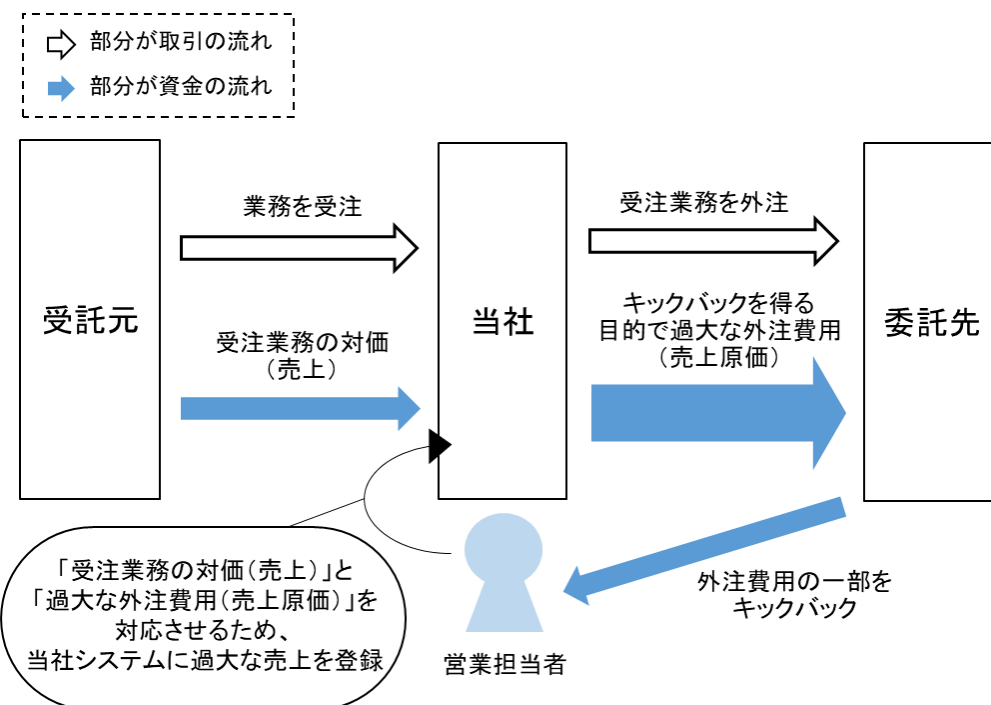 部分が取引の流れ
部分が資金の流れ
受託元
業務を受注
受注業務の対価
（売上）
当社
受注業務を外注
キックバックを得る
目的で過大な外注費用
（売上原価）
委託先
「受注業務の対価（売上）」と
「過大な外注費用（売上原価）」を
対応させるため、
当社システムに過大な売上を登録
営業担当者
外注費用の一部を
キックバック